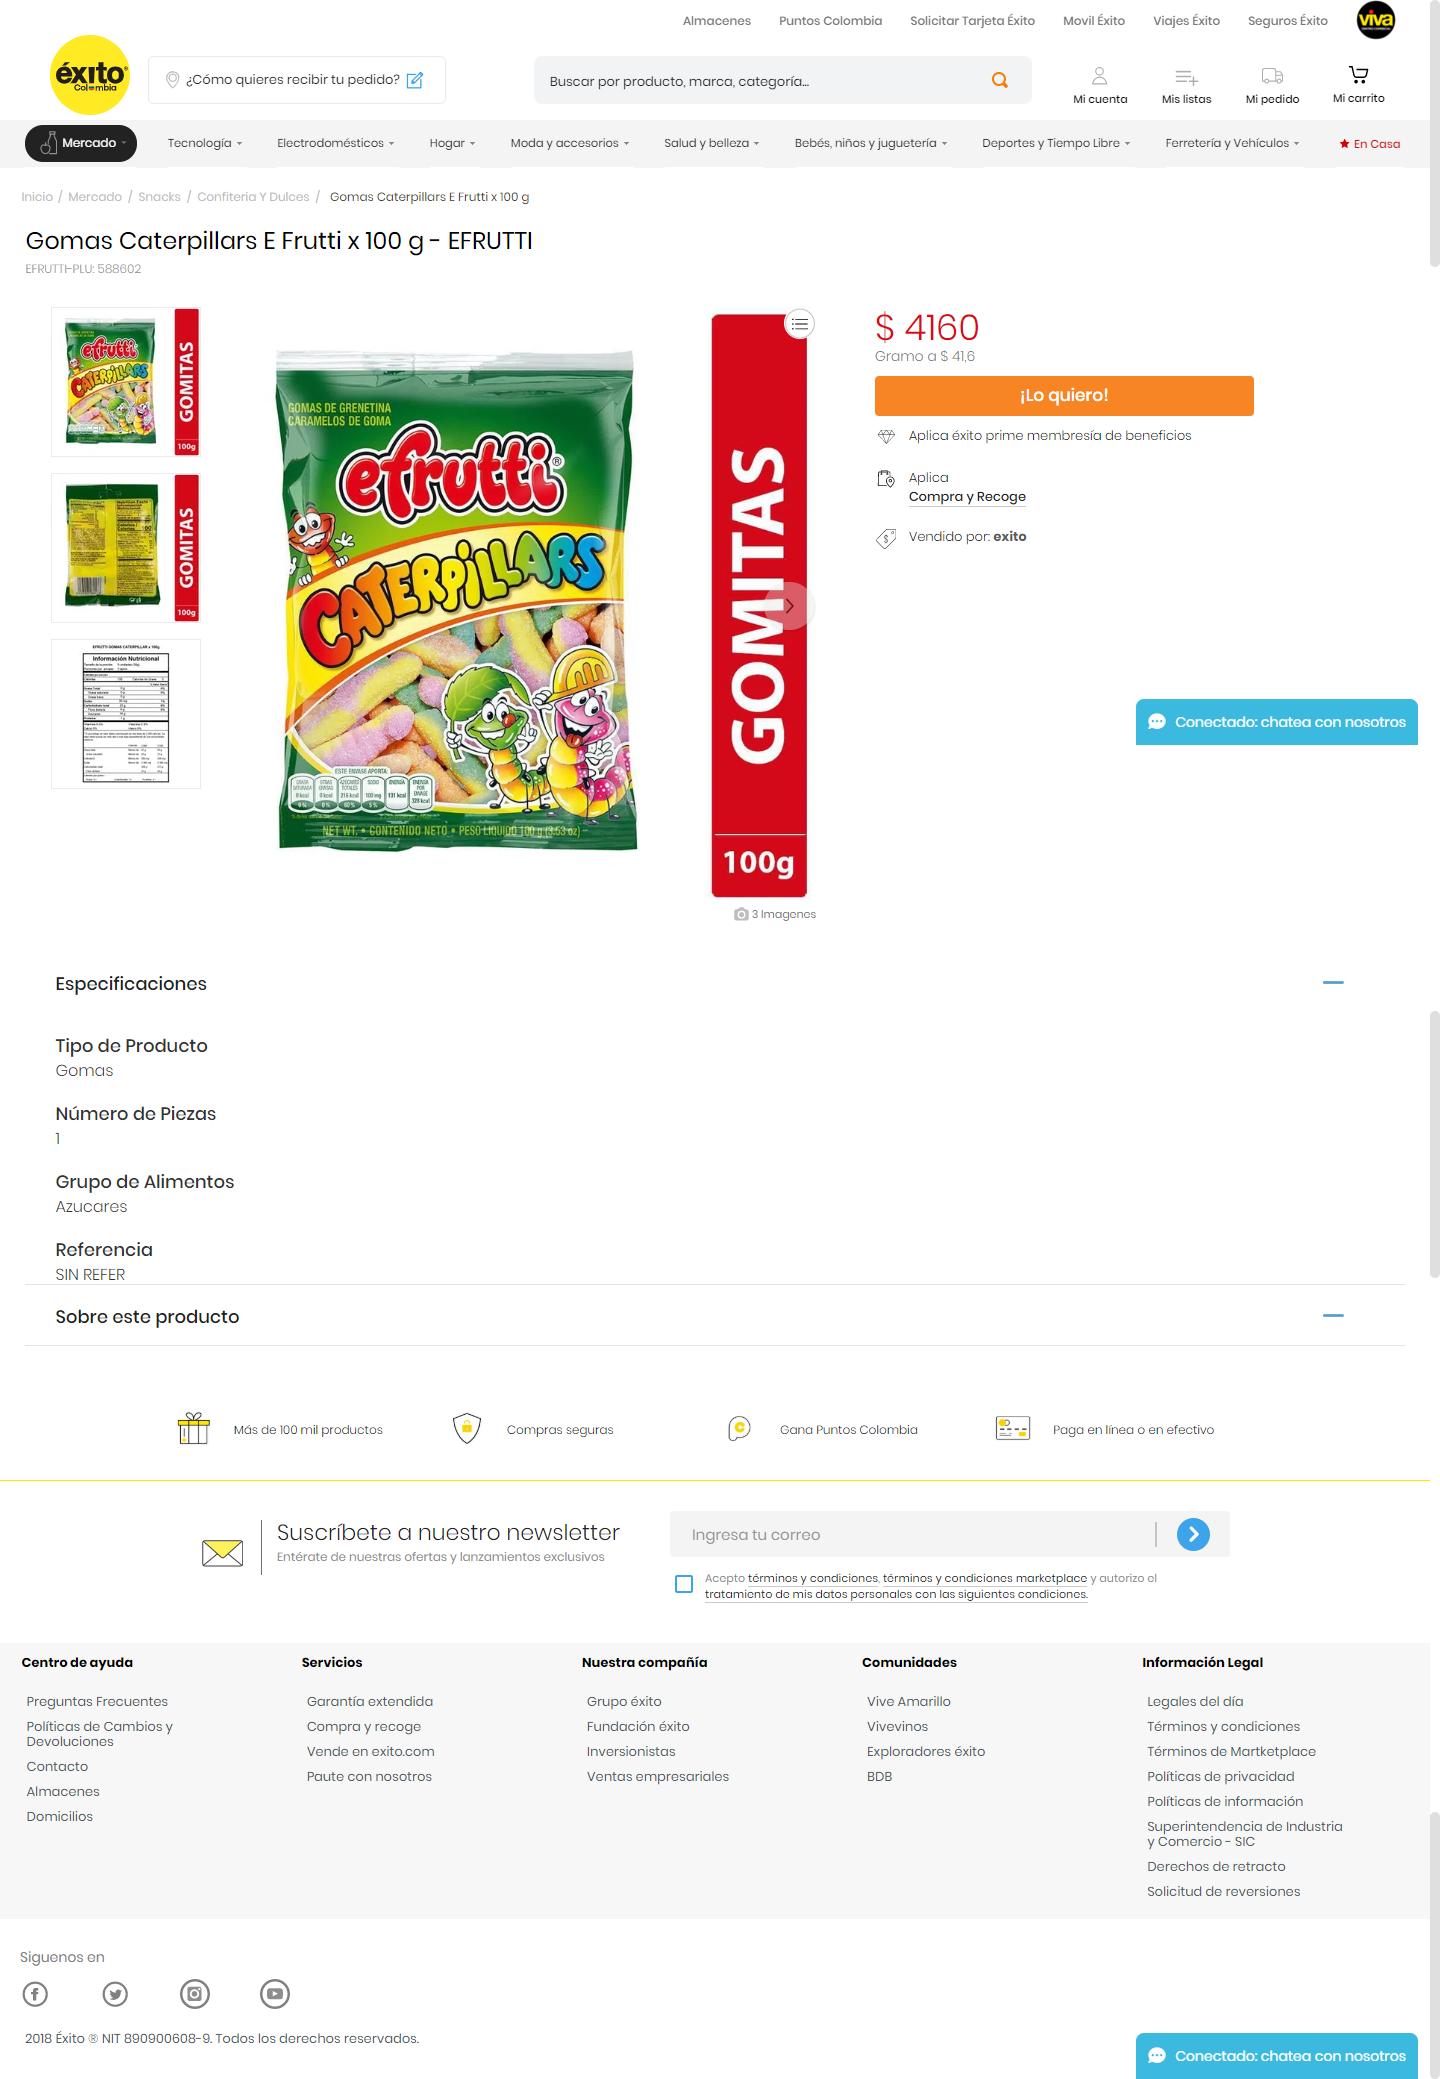 Almacenes Puntos Colombia Solicitar Tarjeta Éxito Movil Éxito Viajes Éxito Seguros Éxito viva
éxito
Colombia
¿Cómo quieres recibir tu pedido?
Buscar por producto, marca, categoría...
Mi cuenta Mis listas Mi pedido Mi carrito
Mercado Tecnología Electrodomésticos Hogar Moda y accesorios Salud y belleza Bebés, niños y juguetería Deportes y Tiempo Libre Ferretería y Vehículos En Casa
Inicio / Mercado / Snacks / Confiteria Y Dulces / Gomas Caterpillars E Frutti x 100 g
Gomas Caterpillars E Frutti x 100 g - EFRUTTI
EFRUTTI-PLU: 588602
efrutti
CATERPILLARS
GOMITAS
100g
GOMITAS
100g
EFRUTTI GOMAS CATERPILLAR x 100g
Información Nutricional
GOMAS DE GRENETINA
CARAMELOS DE GOMA
efrutti®
CATERPILLARS
ESTE ENVASE APORTA:
NET WT. • CONTENIDO NETO • PESO LIQUIDO 100 g (3.53 oz)
GOMITAS
100g
3 Imagenes
$ 4160
Gramo a $ 41,6
¡Lo quiero!
Aplica éxito prime membresía de beneficios
Aplica
Compra y Recoge
Vendido por: exito
Conectado: chatea con nosotros
Especificaciones
Tipo de Producto
Gomas
Número de Piezas
1
Grupo de Alimentos
Azucares
Referencia
SIN REFER
Sobre este producto
Más de 100 mil productos Compras seguras Gana Puntos Colombia Paga en línea o en efectivo
Suscríbete a nuestro newsletter
Entérate de nuestras ofertas y lanzamientos exclusivos
Ingresa tu correo
Acepto términos y condiciones, términos y condiciones marketplace y autorizo el
tratamiento de mis datos personales con las siguientes condiciones.
Centro de ayuda
Preguntas Frecuentes
Políticas de Cambios y
Devoluciones
Contacto
Almacenes
Domicilios
Servicios
Garantía extendida
Compra y recoge
Vende en exito.com
Paute con nosotros
Nuestra compañía
Grupo éxito
Fundación éxito
Inversionistas
Ventas empresariales
Comunidades
Vive Amarillo
Vivevinos
Exploradores éxito
BDB
Información Legal
Legales del día
Términos y condiciones
Términos de Martketplace
Políticas de privacidad
Políticas de información
Superintendencia de Industria
y Comercio - SIC
Derechos de retracto
Solicitud de reversiones
Siguenos en
2018 Éxito ® NIT 890900608-9. Todos los derechos reservados.
Conectado: chatea con nosotros